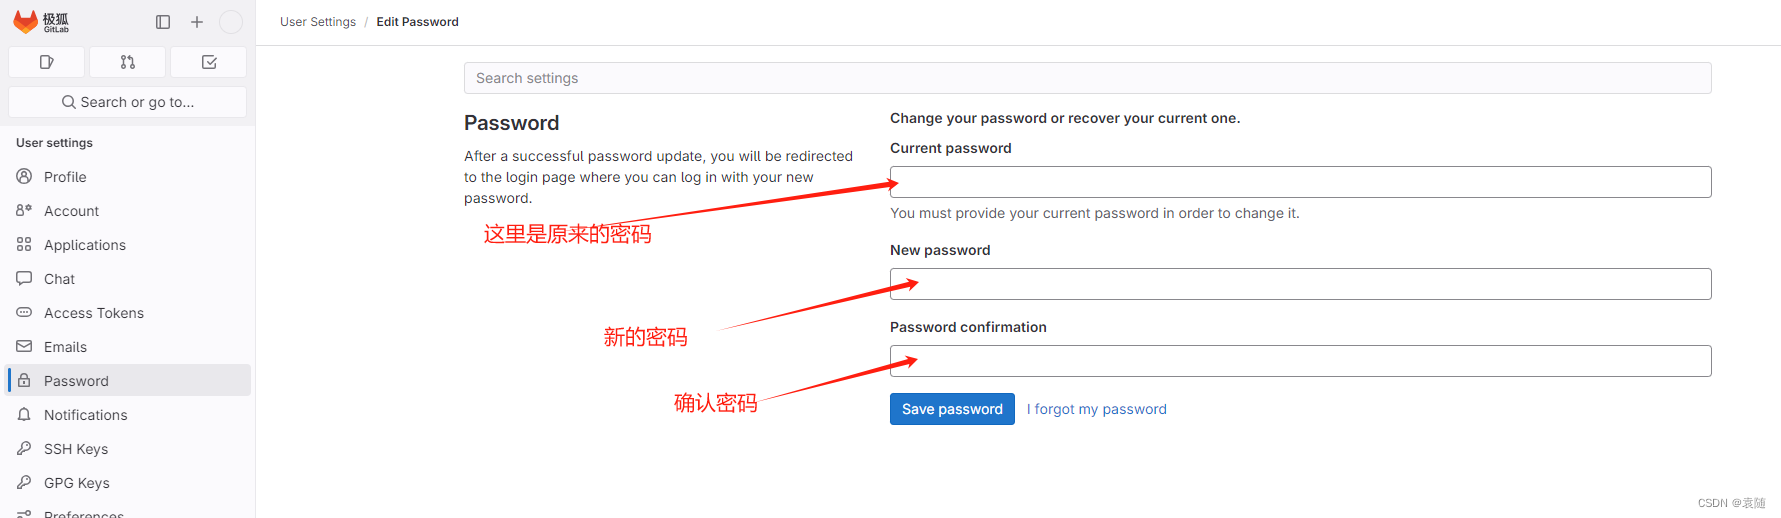 极狐
GitLab
User Settings / Edit Password
Search or go to...
User settings
Profile
Account
Applications
Chat
Access Tokens
Emails
Password
Notifications
SSH Keys
GPG Keys
Preferences
Search settings
Password
After a successful password update, you will be redirected
to the login page where you can log in with your new
password.
这里是原来的密码
新的密码
确认密码
Change your password or recover your current one.
Current password
You must provide your current password in order to change it.
New password
Password confirmation
Save password I forgot my password
CSDN @袁随